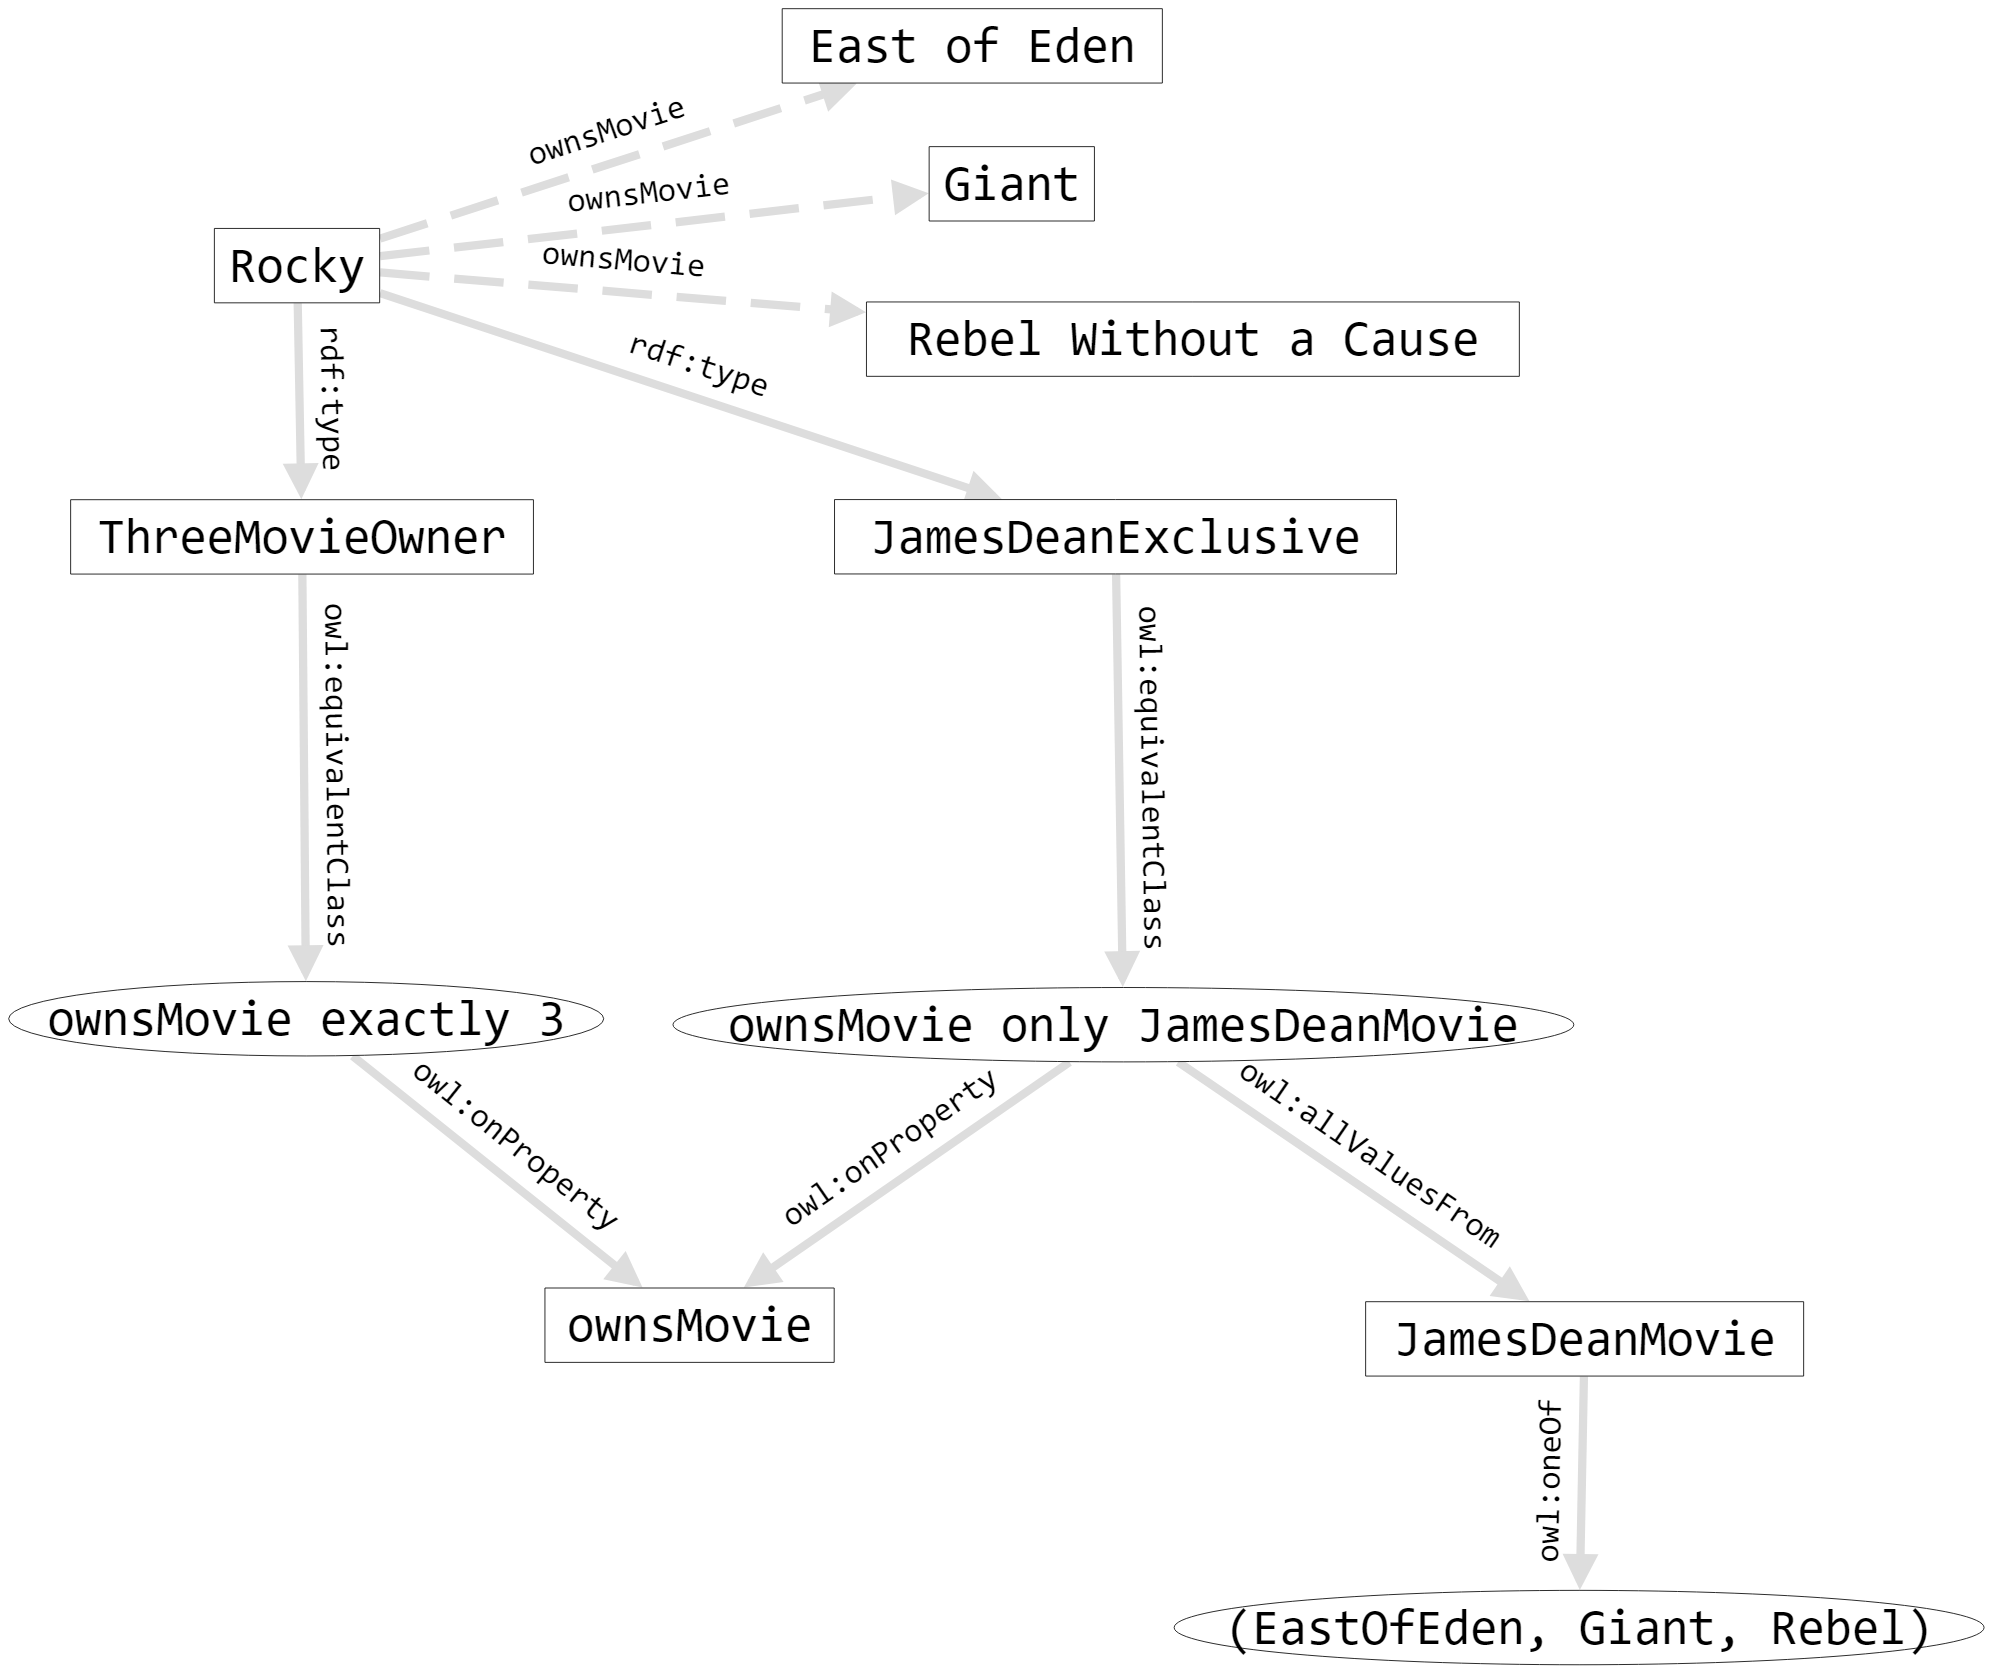 East of Eden
ownsMovie
Giant
ownsMovie
Rocky
ownsMovie
Rebel Without a Cause
rdf:type
rdf:type
ThreeMovieOwner
JamesDeanExclusive
owl:equivalentClass
owl:equivalentClass
ownsMovie exactly 3
ownsMovie only JamesDeanMovie
owl:onProperty
owl:onProperty
owl:allValuesFrom
ownsMovie
JamesDeanMovie
owl:oneOf
(EastOfEden, Giant, Rebel)